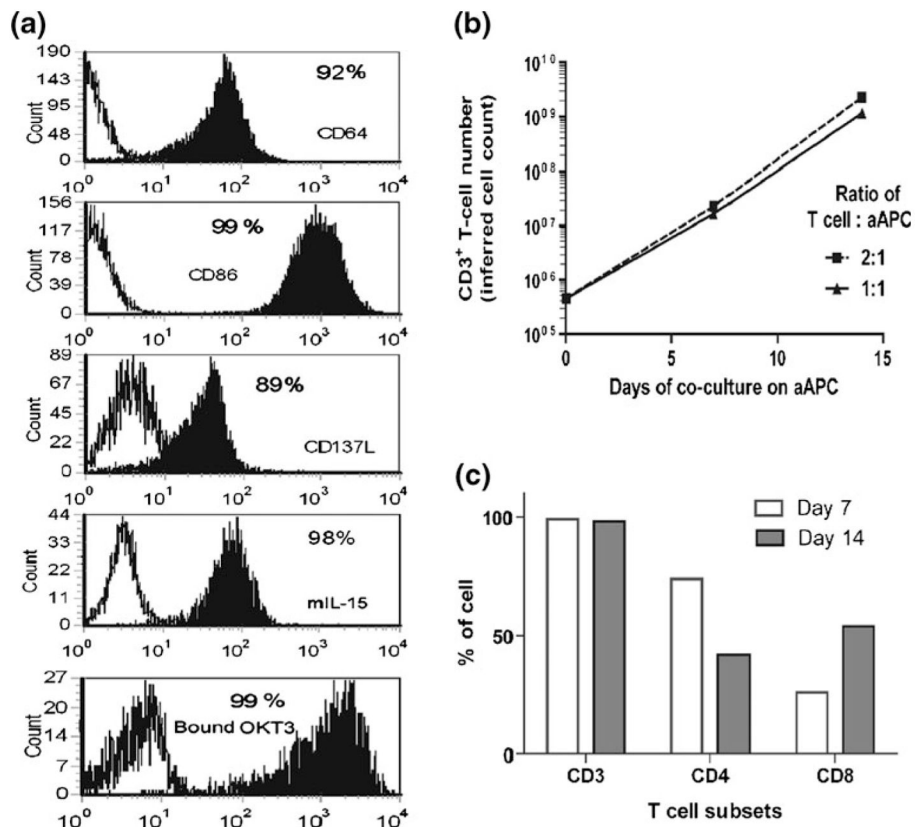 (a)
190
143
95
48
0
Count
92%
CD64
10⁰ 10¹ 10² 10³ 10⁴
156
117
78
39
0
Count
99%
CD86
10⁰ 10¹ 10² 10³ 10⁴
89
67
45
22
0
Count
89%
CD137L
10⁰ 10¹ 10² 10³ 10⁴
44
33
22
11
0
Count
98%
mIL-15
10⁰ 10¹ 10² 10³ 10⁴
27
20
14
7
0
Count
99%
Bound OKT3
10⁰ 10¹ 10² 10³ 10⁴
(b)
CD3⁺ T-cell number
(inferred cell count)
10¹⁰
10⁰⁹
10⁰⁸
10⁰⁷
10⁰⁶
10⁰⁵
Ratio of
T cell : aAPC
2:1
1:1
0 5 10 15
Days of co-culture on aAPC
(c)
% of cell
100
50
0
Day 7
Day 14
CD3 CD4 CD8
T cell subsets